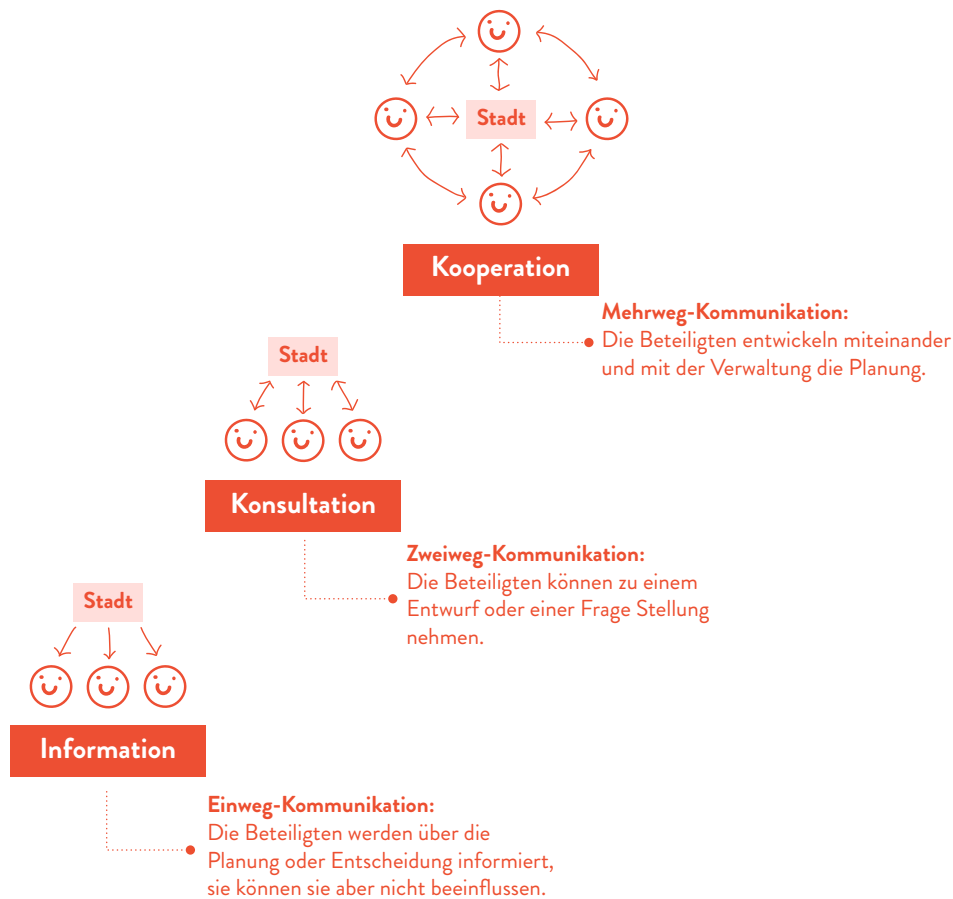 Stadt
Kooperation
Mehrweg-Kommunikation:
Die Beteiligten entwickeln miteinander
und mit der Verwaltung die Planung.
Stadt
Konsultation
Zweiweg-Kommunikation:
Die Beteiligten können zu einem
Entwurf oder einer Frage Stellung
nehmen.
Stadt
Information
Einweg-Kommunikation:
Die Beteiligten werden über die
Planung oder Entscheidung informiert,
sie können sie aber nicht beeinflussen.